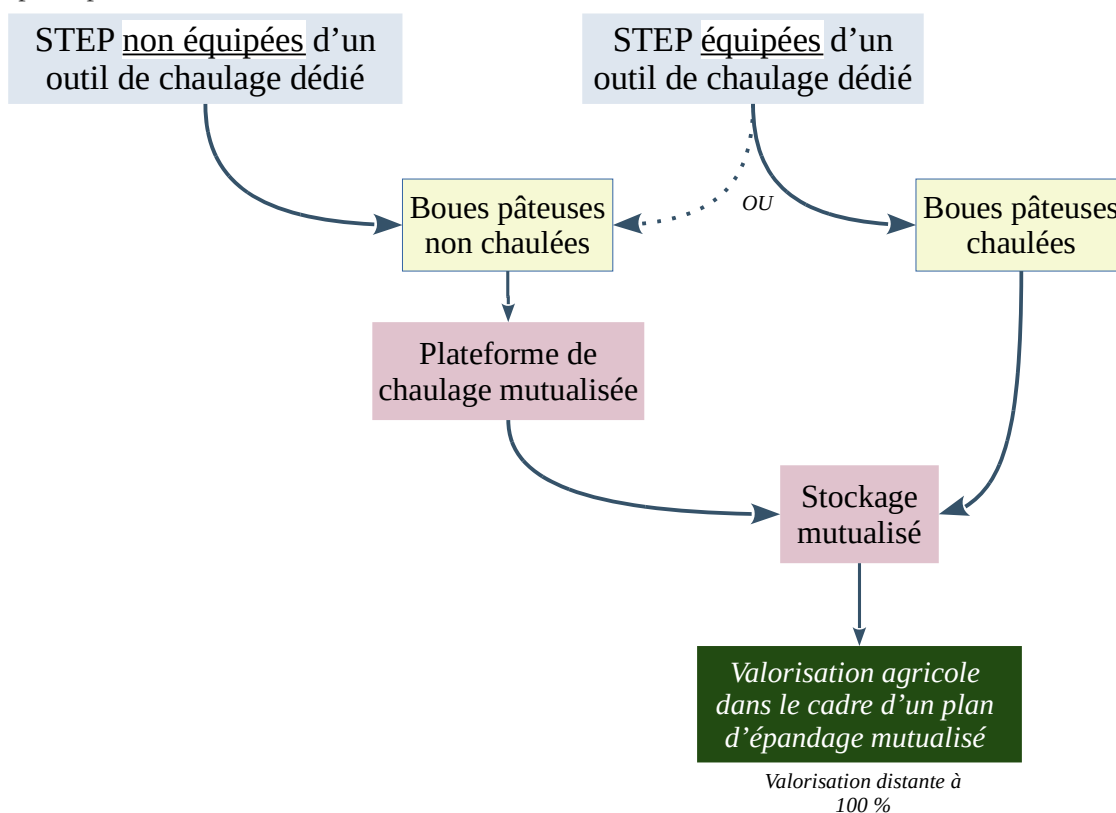 STEP non équipées d’un
outil de chaulage dédié
STEP équipées d’un
outil de chaulage dédié
OU
Boues pâteuses
non chaulées
Boues pâteuses
chaulées
Plateforme de
chaulage mutualisée
Stockage
mutualisé
Valorisation agricole
dans le cadre d’un plan
d’épandage mutualisé
Valorisation distante à
100 %